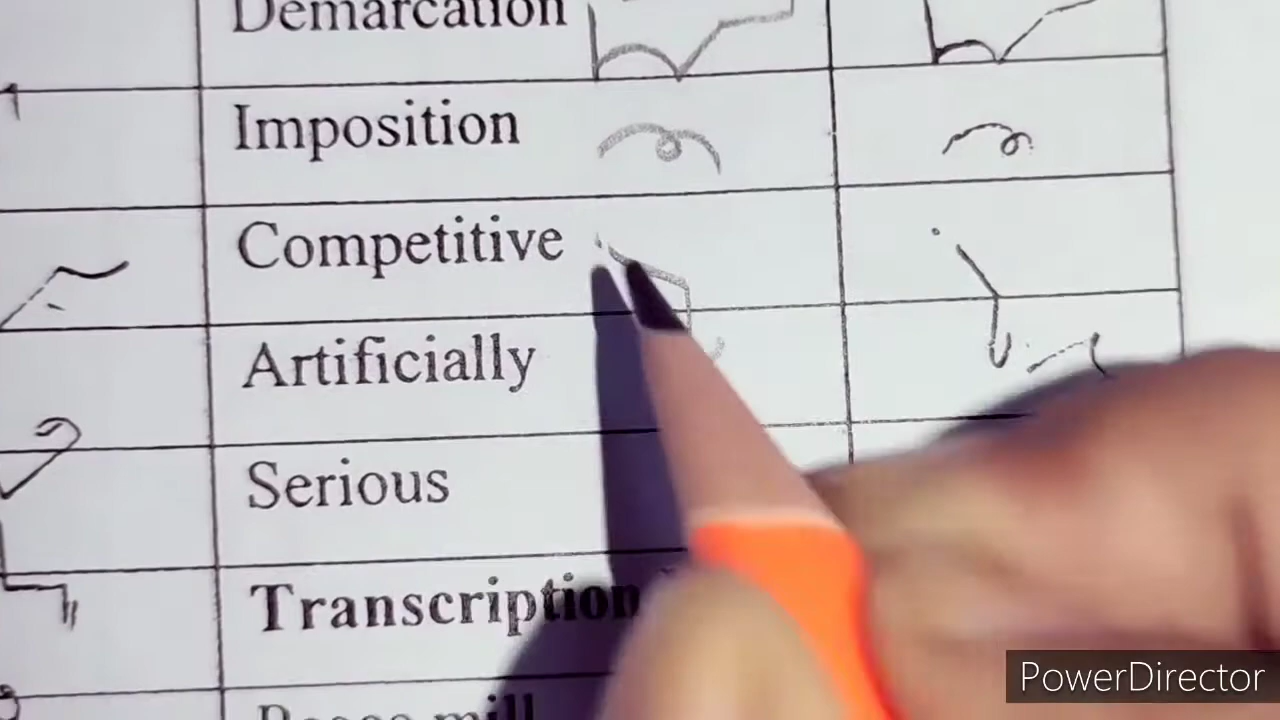 Demarcation
Imposition
Competitive
Artificially
Serious
Transcription
PowerDirector